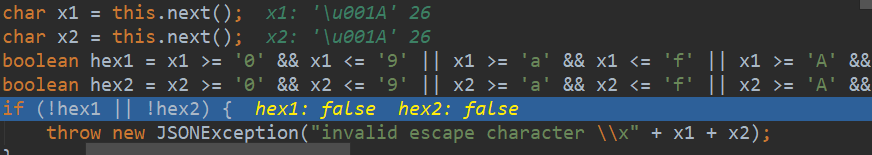 char x1 = this.next();  x1: '\u001A' 26
char x2 = this.next();  x2: '\u001A' 26
boolean hex1 = x1 >= '0' && x1 <= '9' || x1 >= 'a' && x1 <= 'f' || x1 >= 'A' &&
boolean hex2 = x2 >= '0' && x2 <= '9' || x2 >= 'a' && x2 <= 'f' || x2 >= 'A' &&
if (!hex1 || !hex2) {  hex1: false  hex2: false
    throw new JSONException("invalid escape character \\x" + x1 + x2);
}